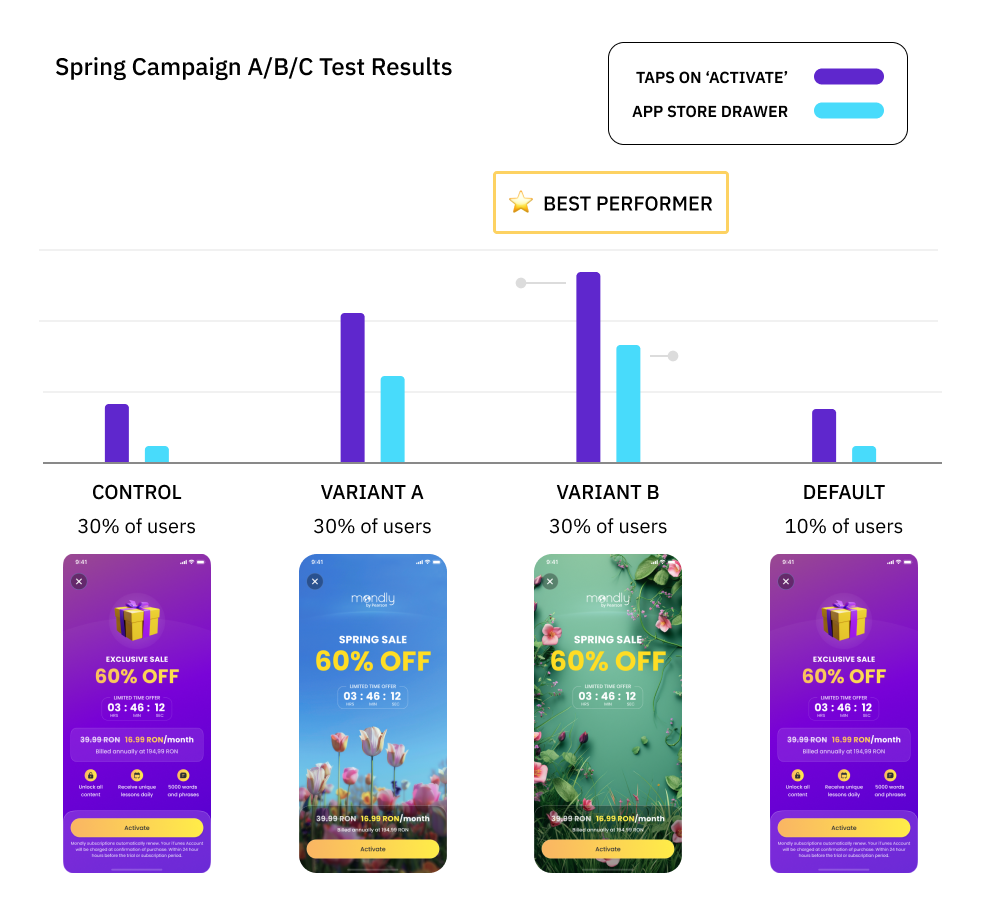 Spring Campaign A/B/C Test Results
TAPS ON ‘ACTIVATE’
APP STORE DRAWER
⭐ BEST PERFORMER
CONTROL
30% of users
VARIANT A
30% of users
VARIANT B
30% of users
DEFAULT
10% of users
9:41
EXCLUSIVE SALE
60% OFF
LIMITED TIME OFFER
03 : 46 : 12
HRS MIN SEC
39.99 RON 16.99 RON/month
Billed annually at 194,99 RON
Unlock all
content
Receive unique
lessons daily
5000 words
and phrases
Activate
Montly subscriptions automatically renew. Your iTunes Account
will be charged at confirmation of purchase. Within 24 hour
hours before the trial or subscription period.
9:41
mondly
by Pearson
SPRING SALE
60% OFF
LIMITED TIME OFFER
03 : 46 : 12
HRS MIN SEC
39.99 RON 16.99 RON/month
Billed annually at 194,99 RON
Activate
9:41
mondly
by Pearson
SPRING SALE
60% OFF
LIMITED TIME OFFER
03 : 46 : 12
HRS MIN SEC
39.99 RON 16.99 RON/month
Billed annually at 194,99 RON
Activate
9:41
EXCLUSIVE SALE
60% OFF
LIMITED TIME OFFER
03 : 46 : 12
HRS MIN SEC
39.99 RON 16.99 RON/month
Billed annually at 194,99 RON
Unlock all
content
Receive unique
lessons daily
5000 words
and phrases
Activate
Montly subscriptions automatically renew. Your iTunes Account
will be charged at confirmation of purchase. Within 24 hour
hours before the trial or subscription period.